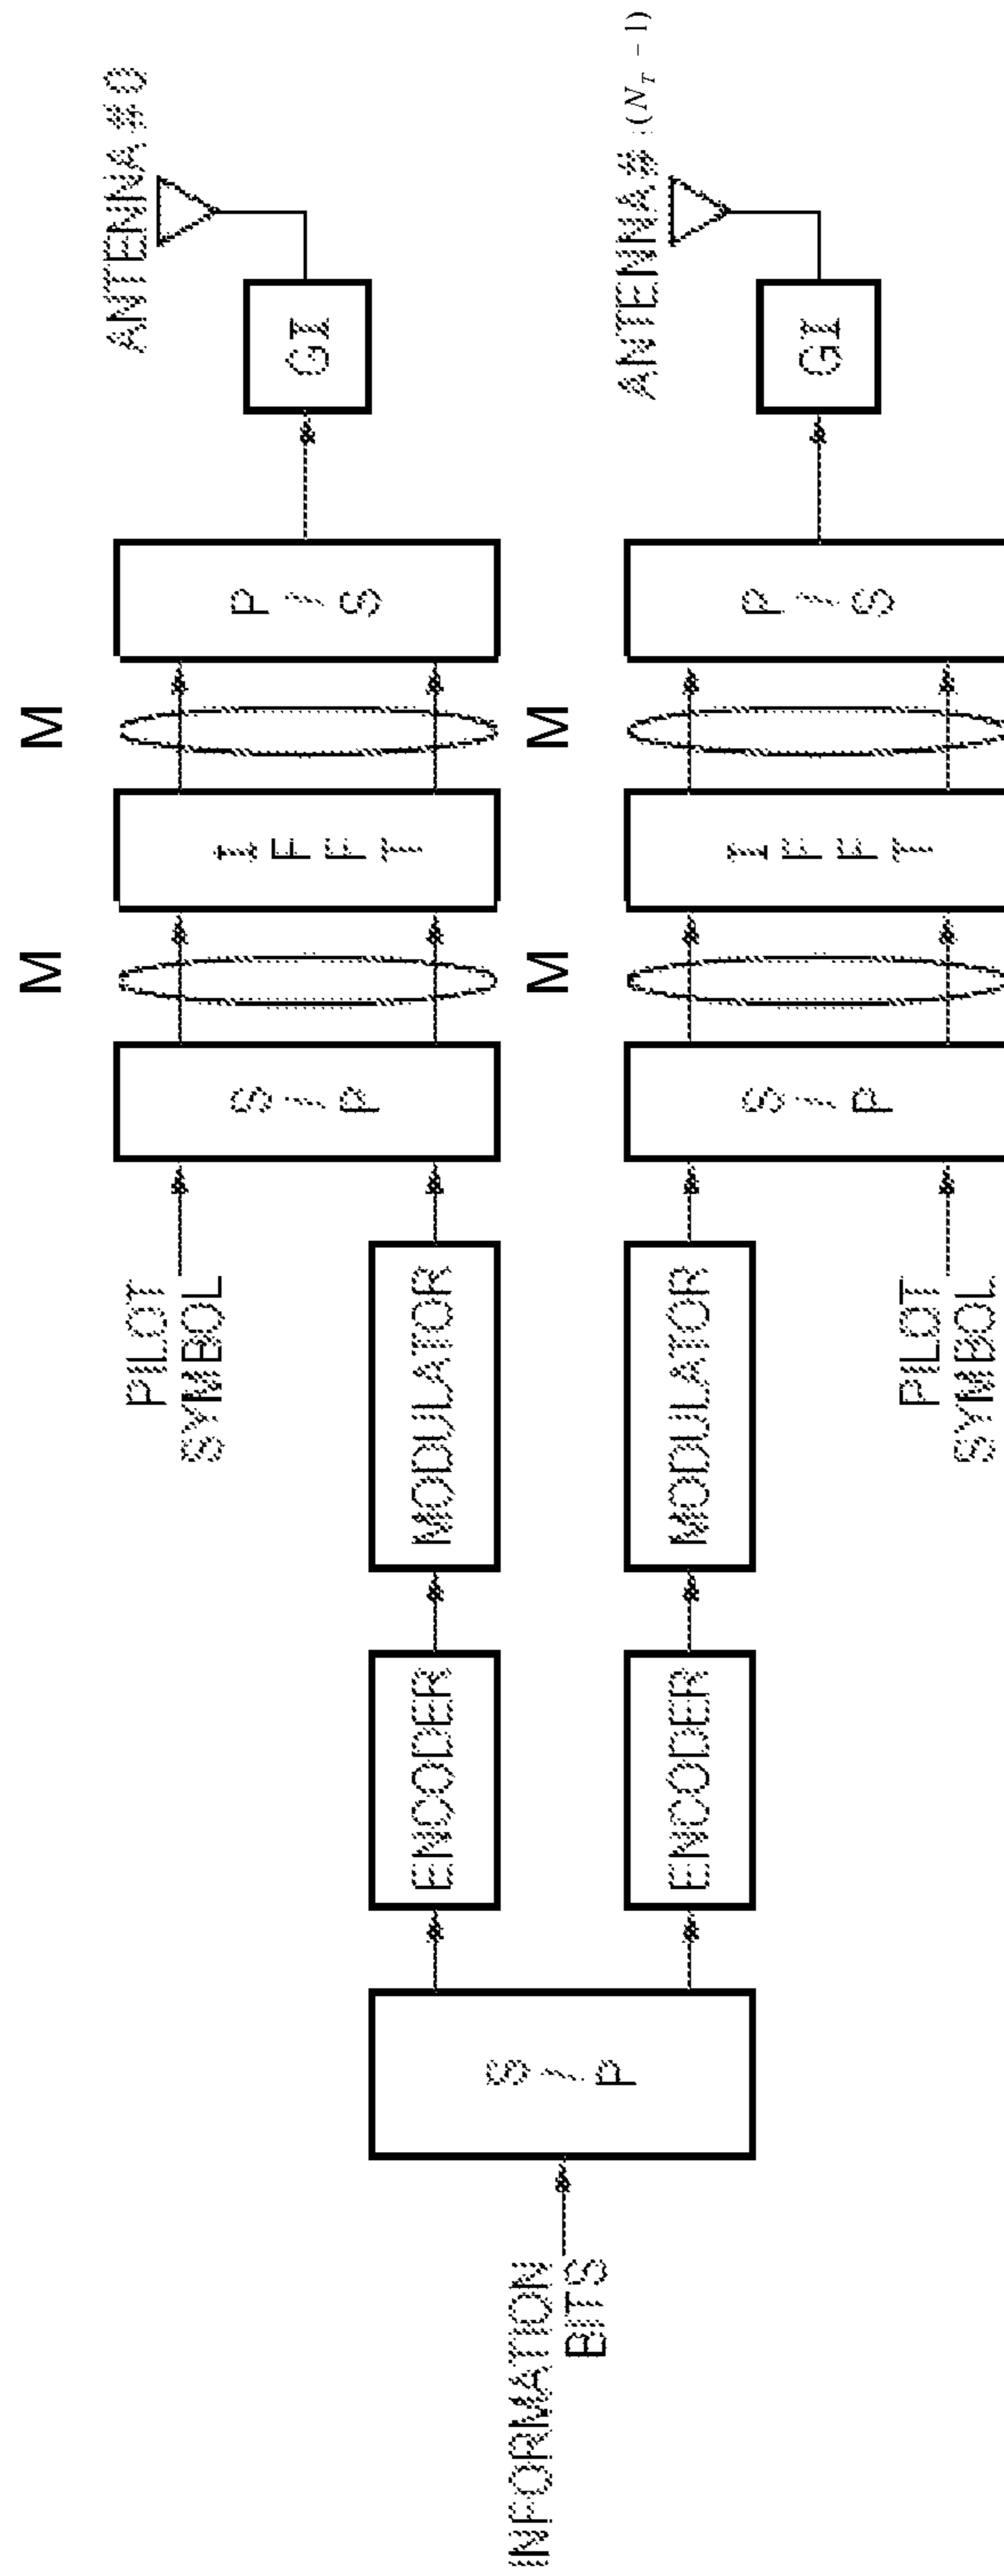 INFORMATION
BITS
S/P
ENCODER
MODULATOR
PILOT
SYMBOL
S/P
M
IFFT
M
P/S
GI
ANTENNA#0
ENCODER
MODULATOR
PILOT
SYMBOL
S/P
M
IFFT
M
P/S
GI
ANTENNA#(N_T - 1)